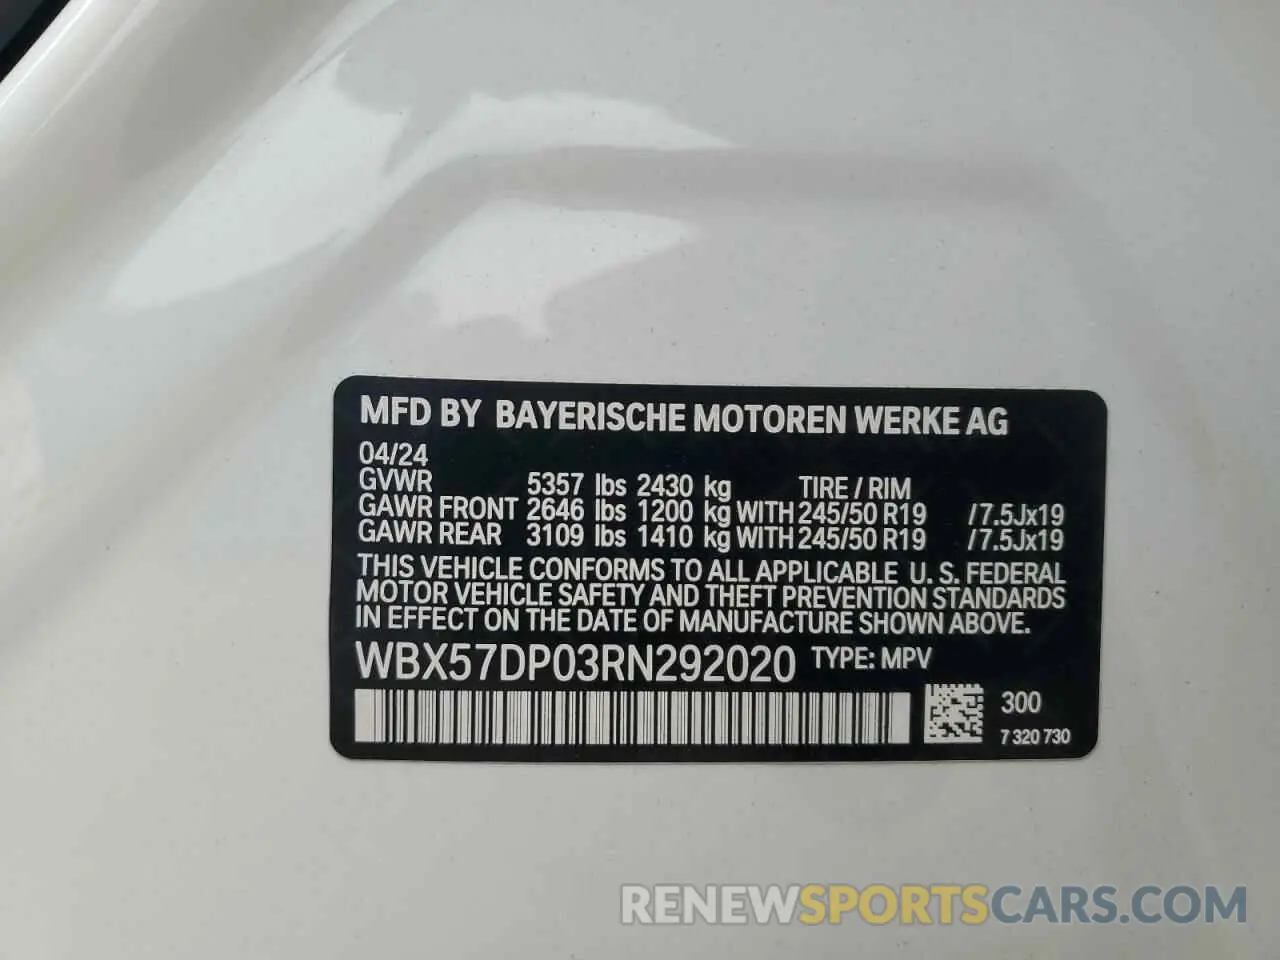 MFD BY BAYERISCHE MOTOREN WERKE AG
04/24
GVWR 5357 lbs 2430 kg TIRE / RIM
GAWR FRONT 2646 lbs 1200 kg WITH 245/50 R19 /7.5Jx19
GAWR REAR 3109 lbs 1410 kg WITH 245/50 R19 /7.5Jx19
THIS VEHICLE CONFORMS TO ALL APPLICABLE U. S. FEDERAL
MOTOR VEHICLE SAFETY AND THEFT PREVENTION STANDARDS
IN EFFECT ON THE DATE OF MANUFACTURE SHOWN ABOVE.
WBX57DP03RN292020 TYPE: MPV
300
7 320 730
RENEWSPORTSCARS.COM